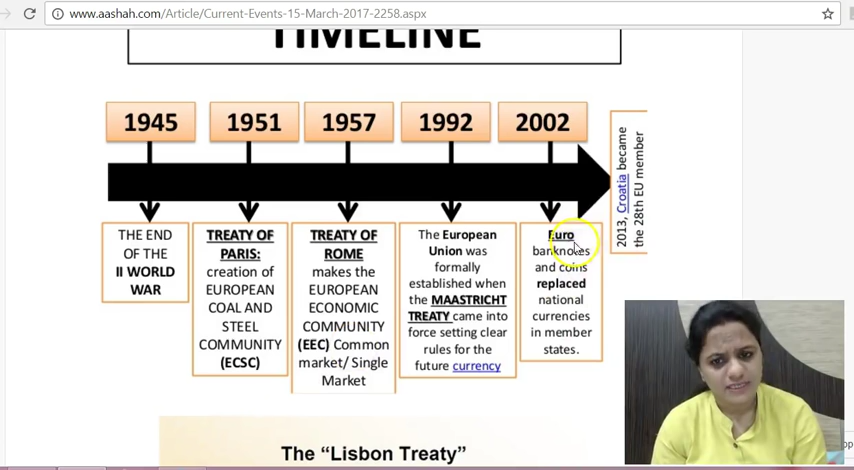 www.aashah.com/Article/Current-Events-15-March-2017-2258.aspx
TIMELINE
1945
1951
1957
1992
2002
THE END
OF THE
II WORLD
WAR
TREATY OF
PARIS:
creation of
EUROPEAN
COAL AND
STEEL
COMMUNITY
(ECSC)
TREATY OF
ROME
makes the
EUROPEAN
ECONOMIC
COMMUNITY
(EEC) Common
market/ Single
Market
The European
Union was
formally
established when
the MAASTRICHT
TREATY came into
force setting clear
rules for the
future currency
Euro
banknotes
and coins
replaced
national
currencies
in member
states.
2013, Croatia became
the 28th EU member
The “Lisbon Treaty”